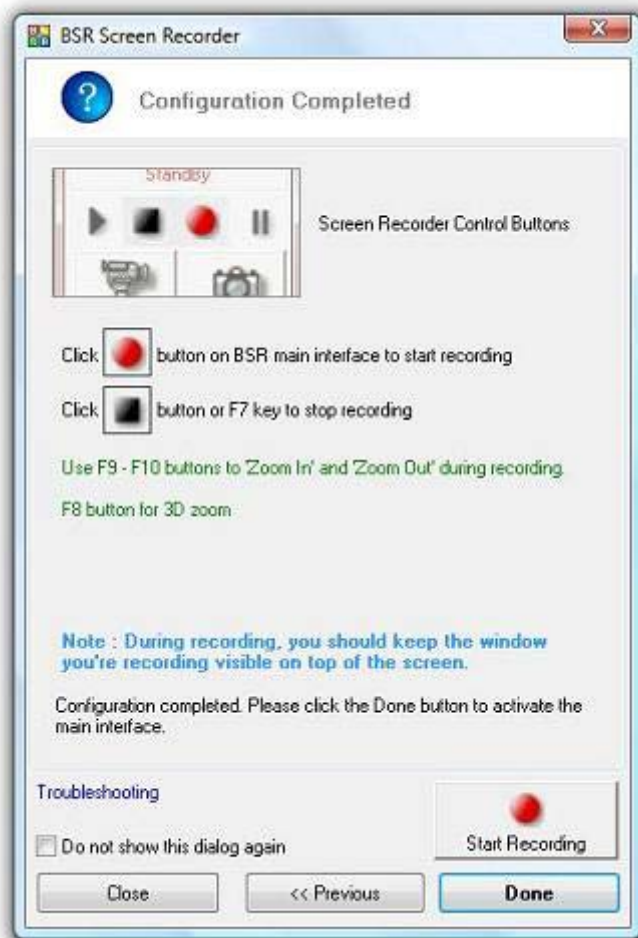 BSR Screen Recorder
Configuration Completed
StandBy
Screen Recorder Control Buttons
Click button on BSR main interface to start recording
Click button or F7 key to stop recording
Use F9 - F10 buttons to 'Zoom In' and 'Zoom Out' during recording.
F8 button for 3D zoom
Note : During recording, you should keep the window
you're recording visible on top of the screen.
Configuration completed. Please click the Done button to activate the
main interface.
Troubleshooting
Start Recording
Do not show this dialog again
Close
<< Previous
Done